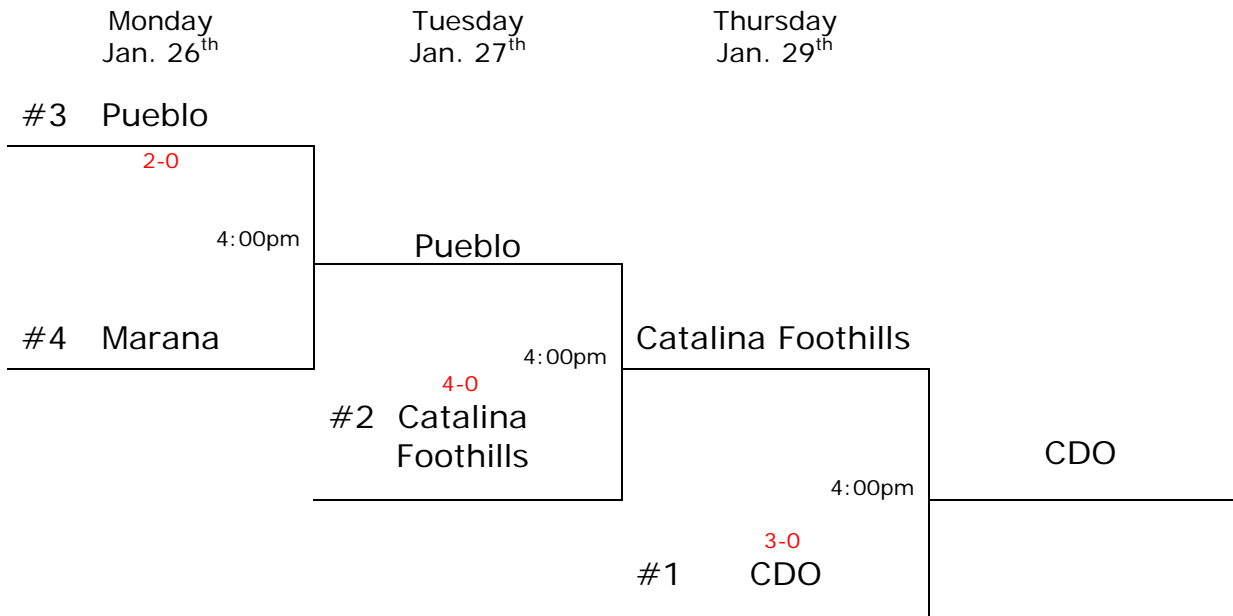 Monday Tuesday Thursday
Jan. 26th Jan. 27th Jan. 29th
#3 Pueblo
2-0
4:00pm
Pueblo
#4 Marana
Catalina Foothills
4:00pm
4-0
#2 Catalina
Foothills
CDO
4:00pm
3-0
#1 CDO